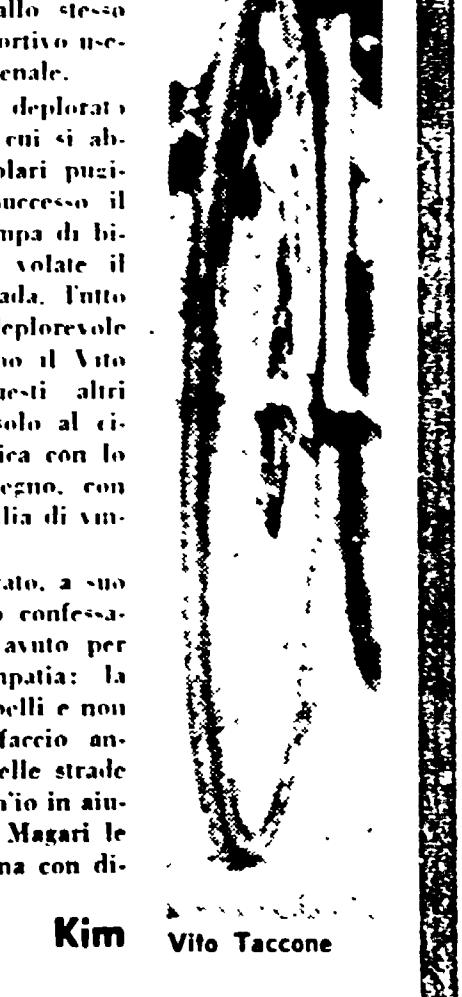 allo stesso
ortivo use-
enale.
deplorato
cui si ab-
olari pugi-
successo il
mpa di bi-
volate il
ada. Tutto
deplorevole
no il Vito
uesti altri
solo al ci-
ica con lo
egno, con
lia di vin-
ato, a suo
o confessa-
avuto per
mpatia: la
belli e non
faccio an-
elle strade
h'io in aiu-
Magari le
na con di-
Kim
Vito Taccone